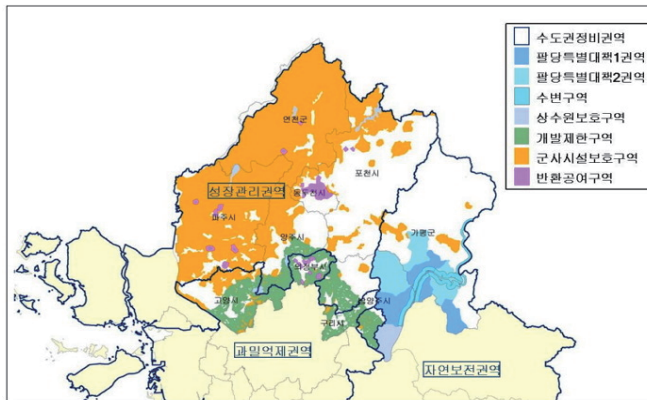 수도권정비권역
팔당특별대책1권역
팔당특별대책2권역
수변구역
상수원보호구역
개발제한구역
군사시설보호구역
반환공여구역
연천군
포천시
성장관리권역
동두천시
파주시
양주시
가평군
의정부시
고양시
남양주시
구리시
과밀억제권역
자연보전권역